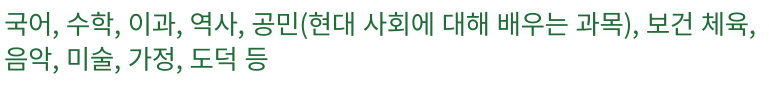 국어, 수학, 이과, 역사, 공민(현대 사회에 대해 배우는 과목), 보건 체육,
음악, 미술, 가정, 도덕 등